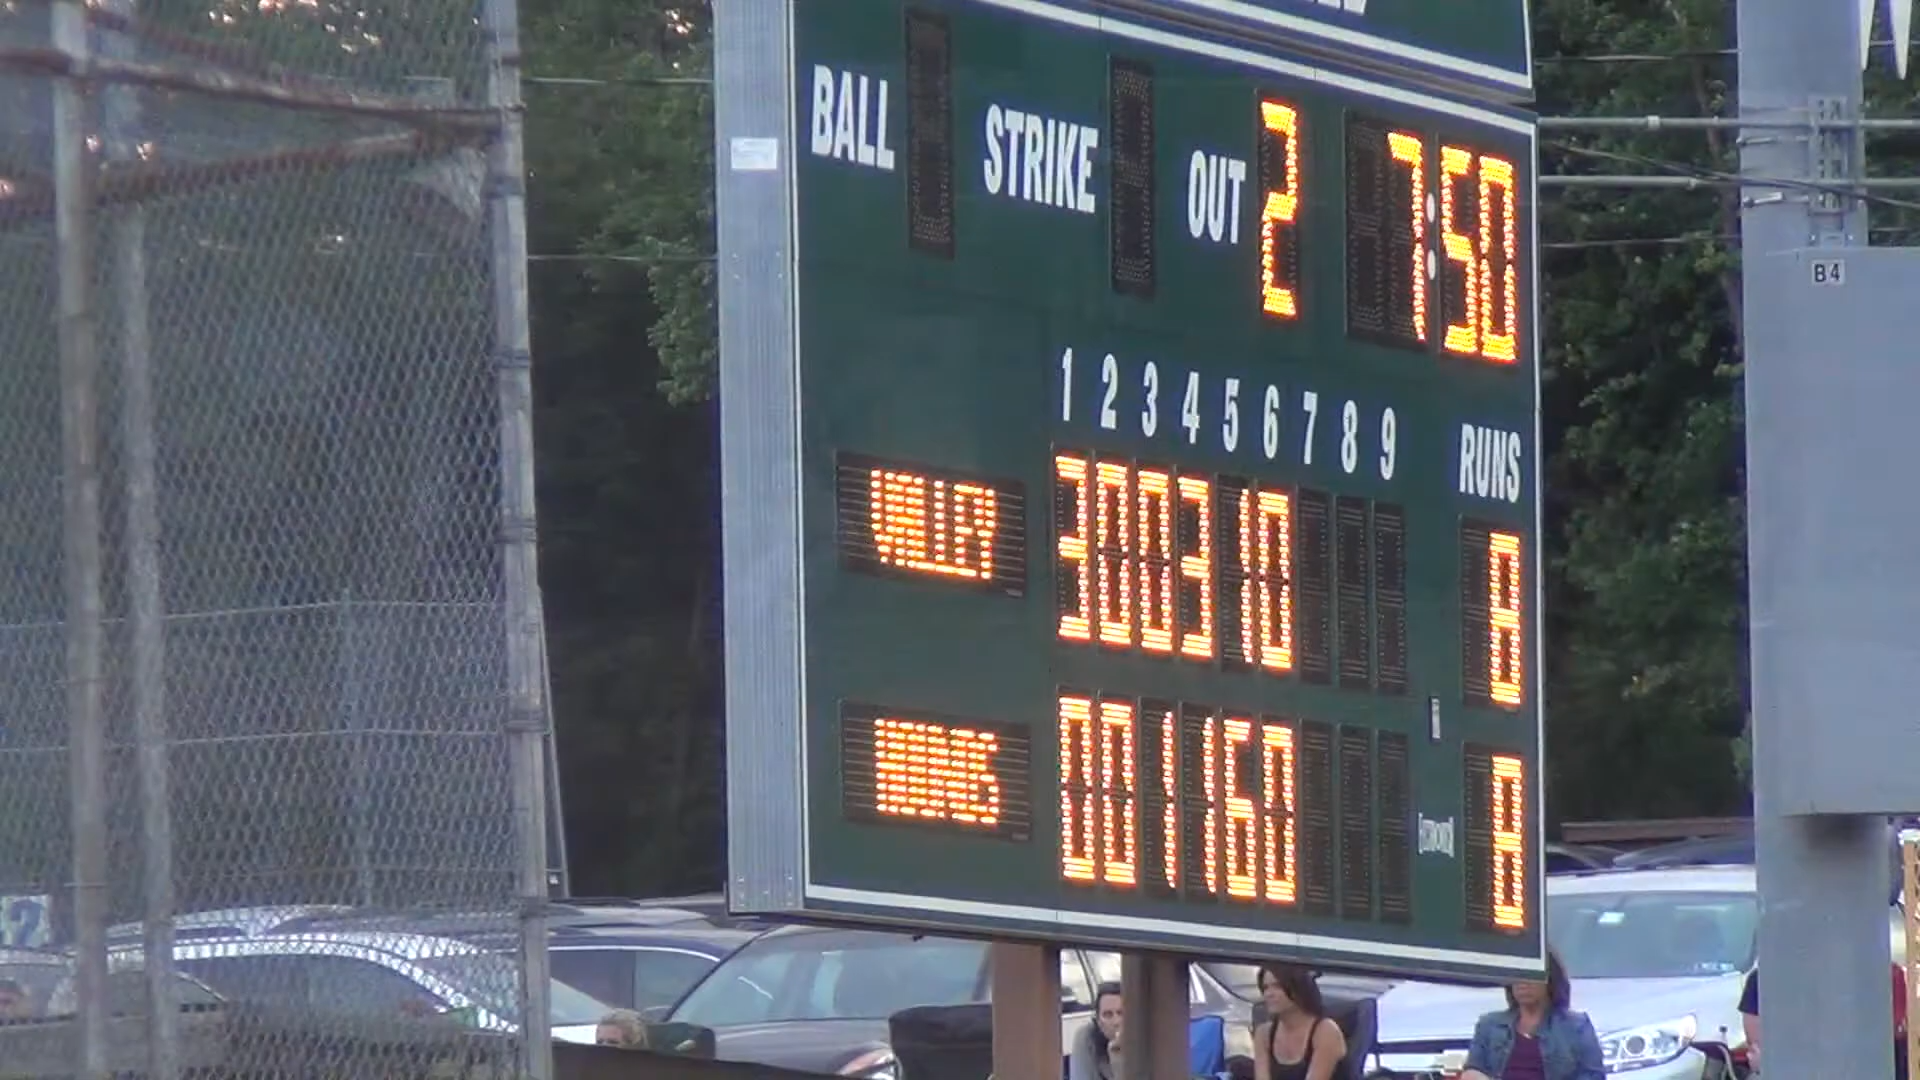 BALL STRIKE OUT 2 7:50
1 2 3 4 5 6 7 8 9 RUNS
VALLEY 3 0 0 3 1 0 8
0 0 1 1 6 0 8
B4